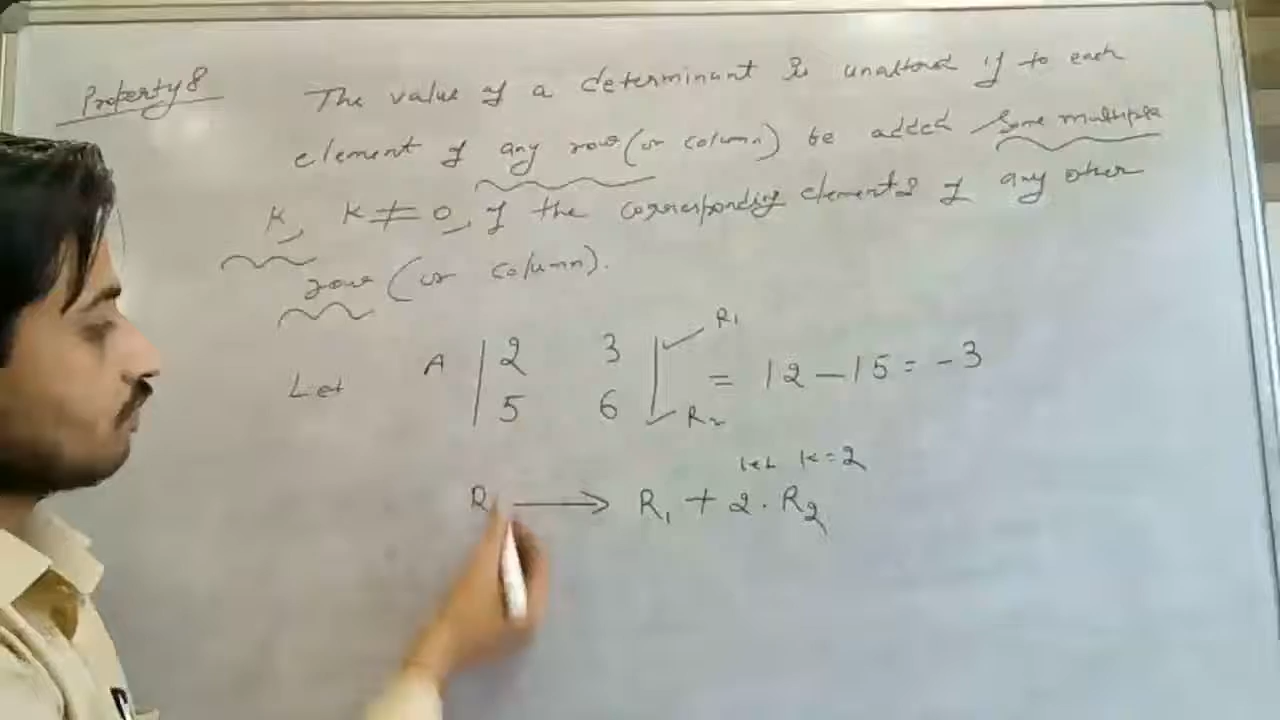 Property 8
The value of a determinant is unaltered if to each
element of any row (or column) be added some multiple
K, K ≠ 0, of the corresponding elements of any other
row (or column).
Let A | 2 3 | R1
| 5 6 | R2 = 12 - 15 = -3
Let K = 2
R1 → R1 + 2 . R2